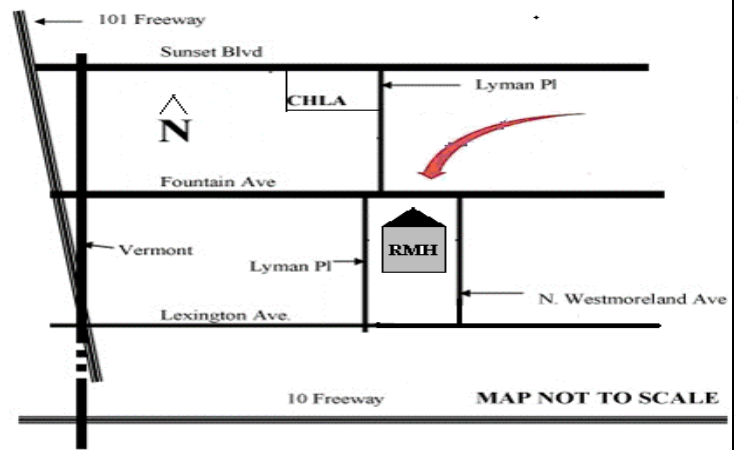 101 Freeway
Sunset Blvd
Lyman Pl
CHLA
N
Fountain Ave
Vermont
RMH
Lyman Pl
N. Westmoreland Ave
Lexington Ave.
10 Freeway
MAP NOT TO SCALE